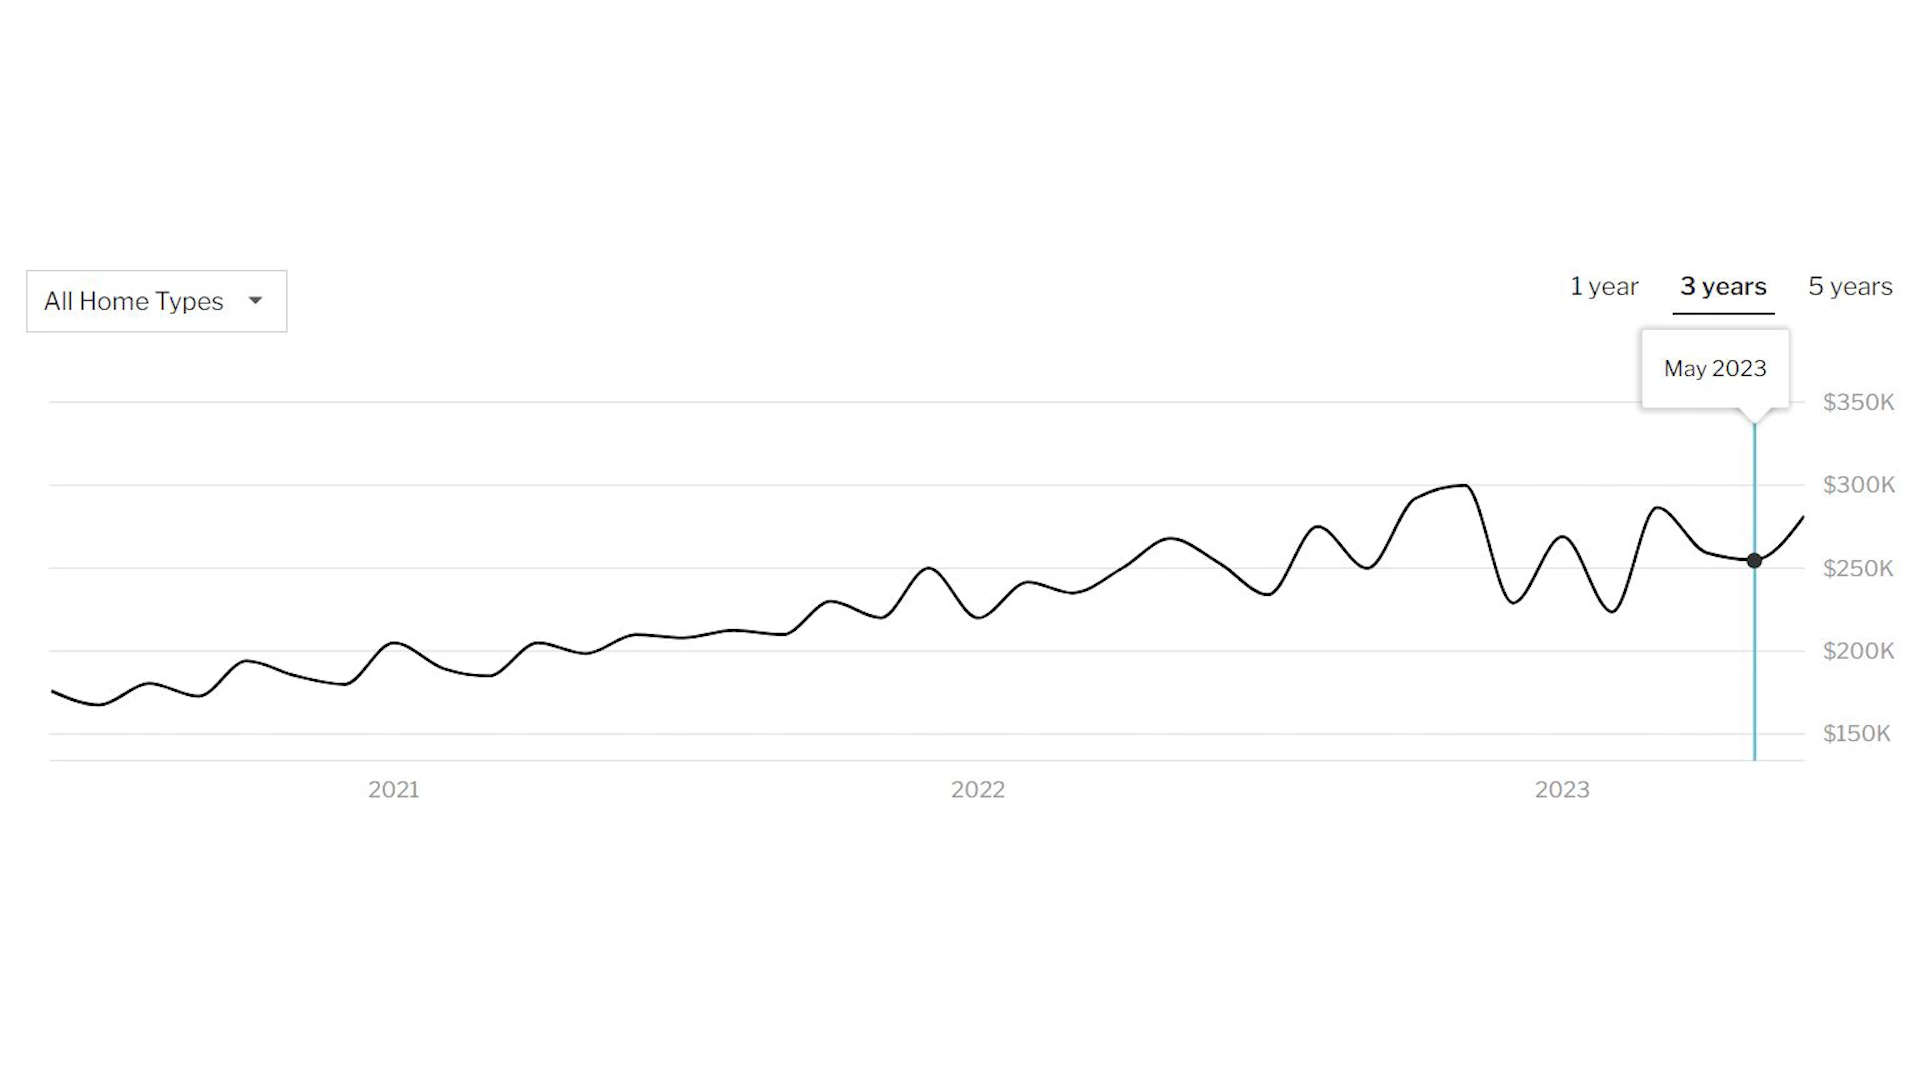 All Home Types
1 year 3 years 5 years
May 2023
$350K
$300K
$250K
$200K
$150K
2021 2022 2023